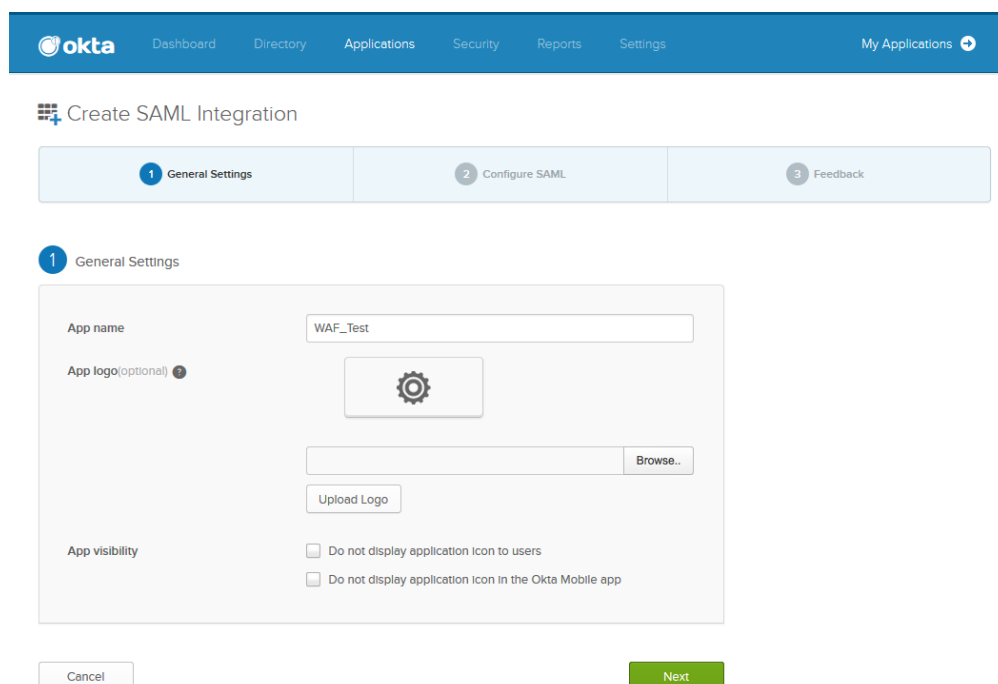 okta Dashboard Directory Applications Security Reports Settings My Applications
Create SAML Integration
1 General Settings 2 Configure SAML 3 Feedback
1 General Settings
App name WAF_Test
App logo(optional) ?
Browse..
Upload Logo
App visibility Do not display application icon to users
Do not display application icon in the Okta Mobile app
Cancel Next